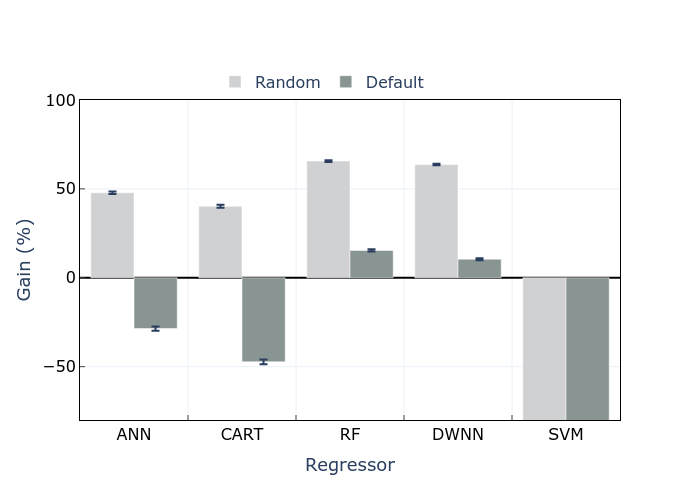 Random Default
100
50
0
−50
Gain (%)
ANN CART RF DWNN SVM
Regressor